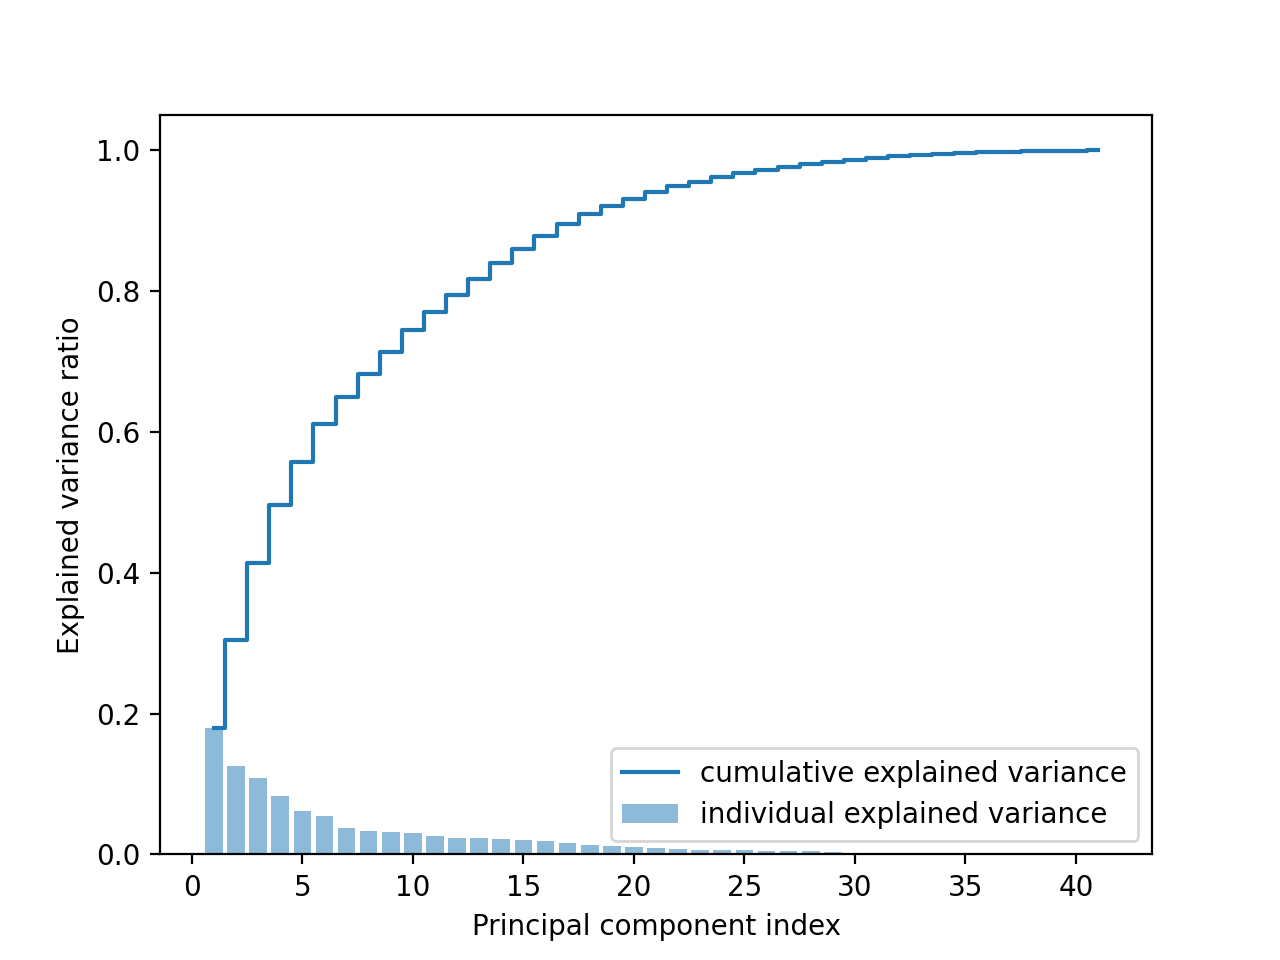 1.0
0.8
0.6
0.4
0.2
0.0
Explained variance ratio
cumulative explained variance
individual explained variance
0 5 10 15 20 25 30 35 40
Principal component index